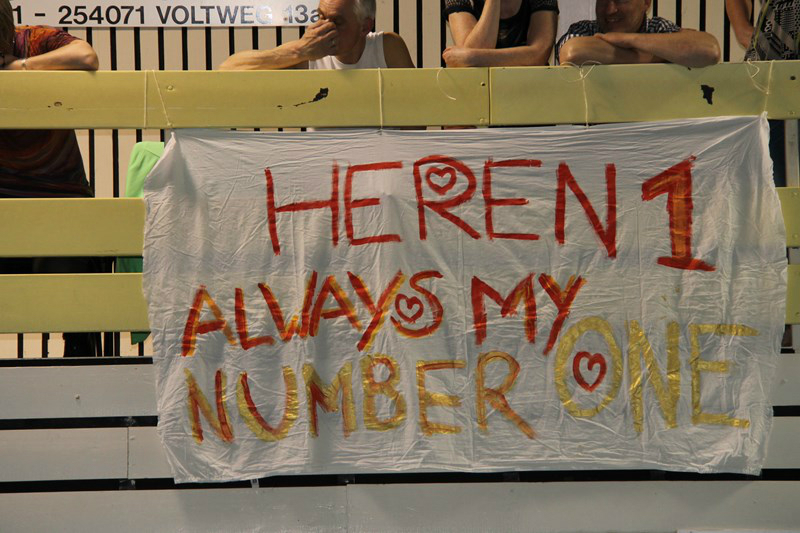 1 - 254071 VOLTWEG 13a
HEREN 1
ALWAYS MY
NUMBER ONE